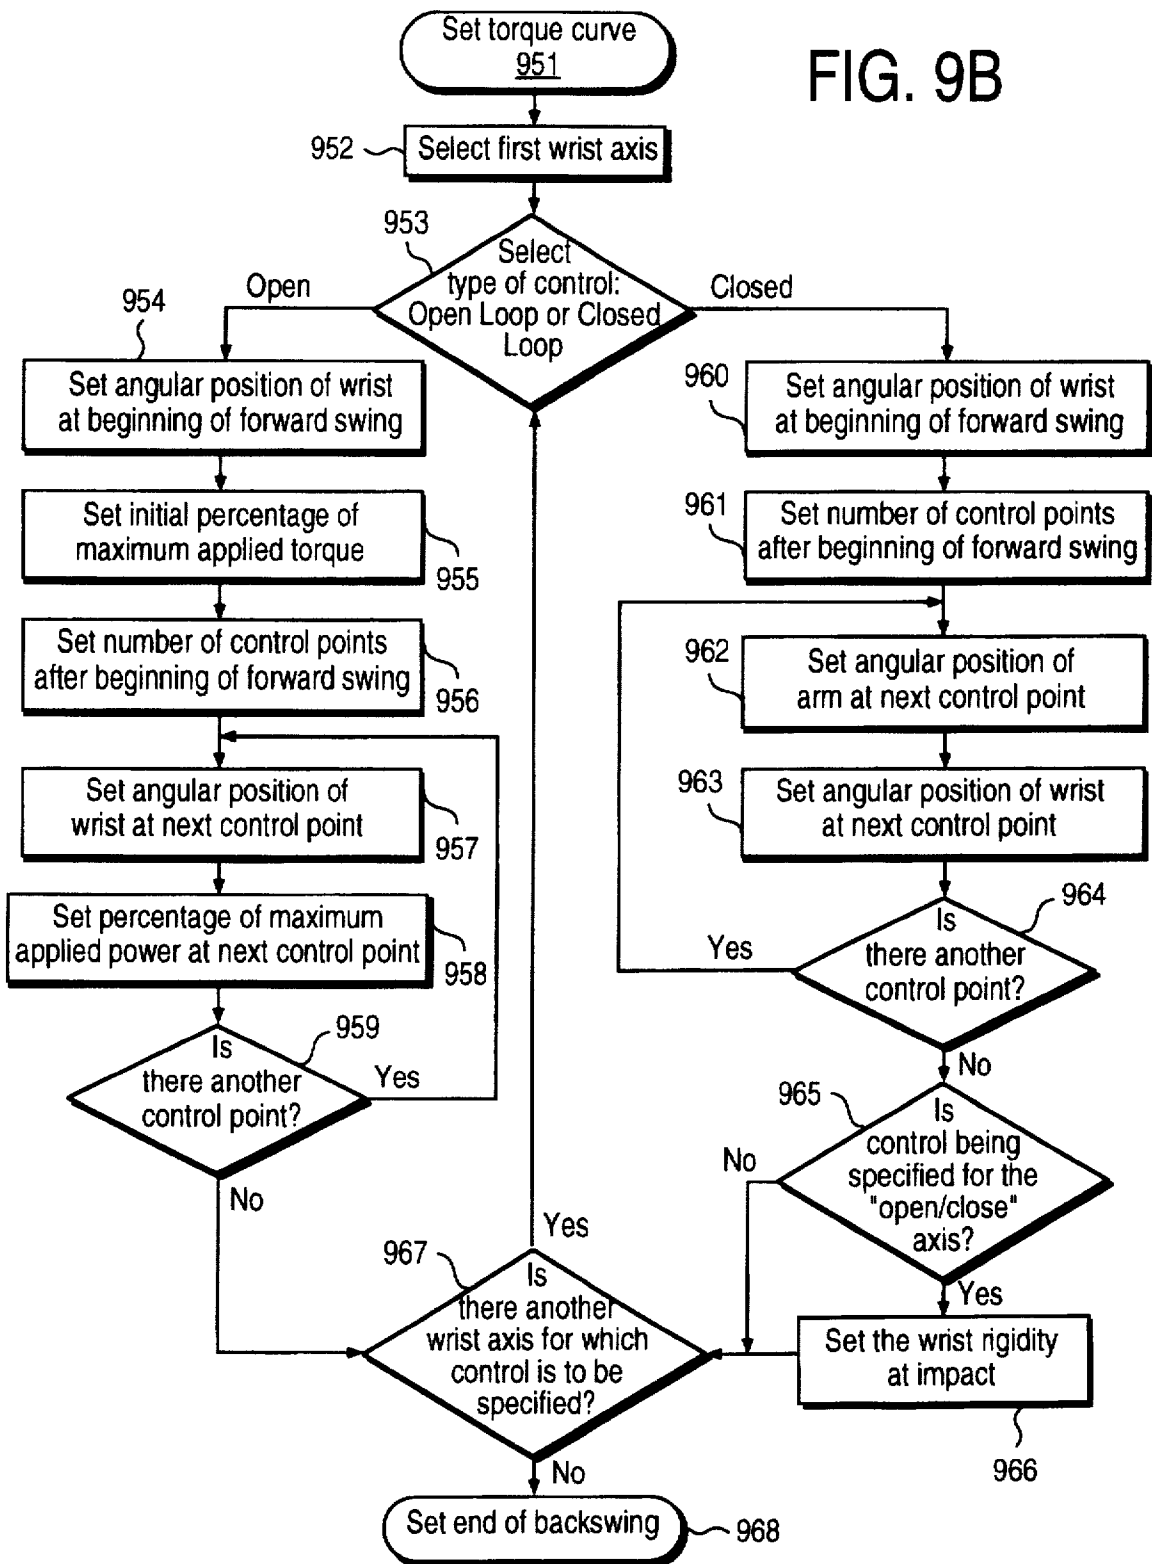 Set torque curve
951
FIG. 9B
952
Select first wrist axis
953
Select
type of control:
Open Loop or Closed
Loop
Open
Closed
954
Set angular position of wrist
at beginning of forward swing
Set initial percentage of
maximum applied torque
955
Set number of control points
after beginning of forward swing
956
Set angular position of
wrist at next control point
957
Set percentage of maximum
applied power at next control point
958
959
Is
there another
control point?
Yes
No
960
Set angular position of wrist
at beginning of forward swing
961
Set number of control points
after beginning of forward swing
962
Set angular position of
arm at next control point
963
Set angular position of wrist
at next control point
964
Is
there another
control point?
Yes
No
965
Is
control being
specified for the
"open/close"
axis?
No
Yes
Set the wrist rigidity
at impact
966
967
Yes
Is
there another
wrist axis for which
control is to be
specified?
No
Set end of backswing
968